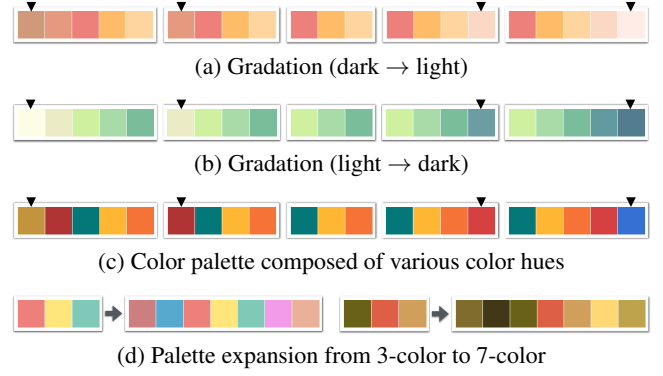 (a) Gradation (dark → light)
(b) Gradation (light → dark)
(c) Color palette composed of various color hues
(d) Palette expansion from 3-color to 7-color